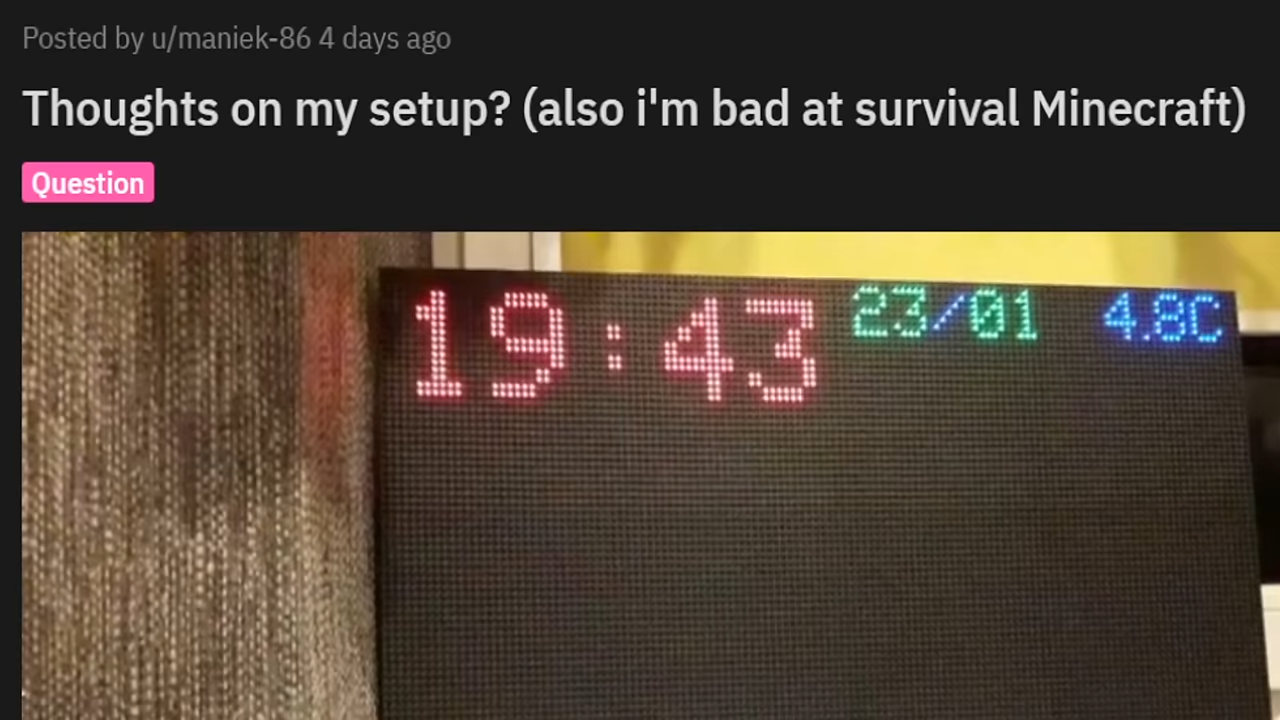 Posted by u/maniek-86 4 days ago
Thoughts on my setup? (also i'm bad at survival Minecraft)
Question
19:43 23/01 4.8C